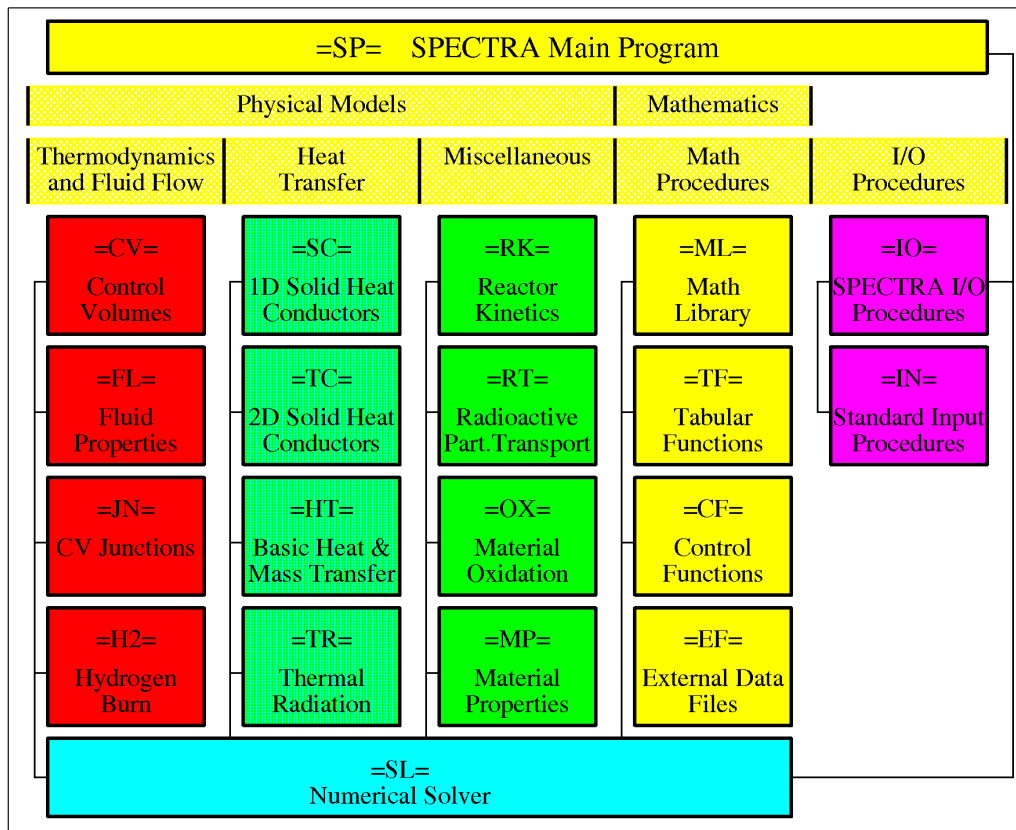 =SP= SPECTRA Main Program
Physical Models
Mathematics
Thermodynamics
and Fluid Flow
Heat
Transfer
Miscellaneous
Math
Procedures
I/O
Procedures
=CV=
Control
Volumes
=SC=
1D Solid Heat
Conductors
=RK=
Reactor
Kinetics
=ML=
Math
Library
=IO=
SPECTRA I/O
Procedures
=FL=
Fluid
Properties
=TC=
2D Solid Heat
Conductors
=RT=
Radioactive
Part.Transport
=TF=
Tabular
Functions
=IN=
Standard Input
Procedures
=JN=
CV Junctions
=HT=
Basic Heat &
Mass Transfer
=OX=
Material
Oxidation
=CF=
Control
Functions
=H2=
Hydrogen
Burn
=TR=
Thermal
Radiation
=MP=
Material
Properties
=EF=
External Data
Files
=SL=
Numerical Solver